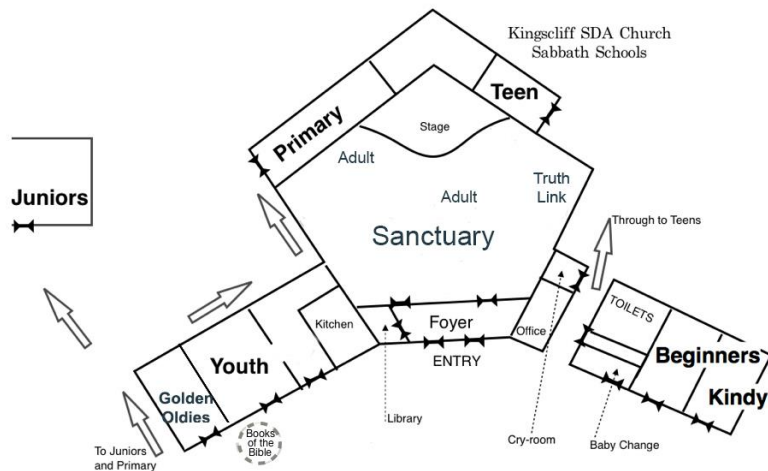 Kingscliff SDA Church
Sabbath Schools
Teen
Primary
Stage
Adult
Adult
Truth
Link
Juniors
Sanctuary
Through to Teens
TOILETS
Kitchen
Foyer
Office
Youth
ENTRY
Beginners
Kindy
Golden
Oldies
Library
Books
of the
Bible
Cry-room
Baby Change
To Juniors
and Primary